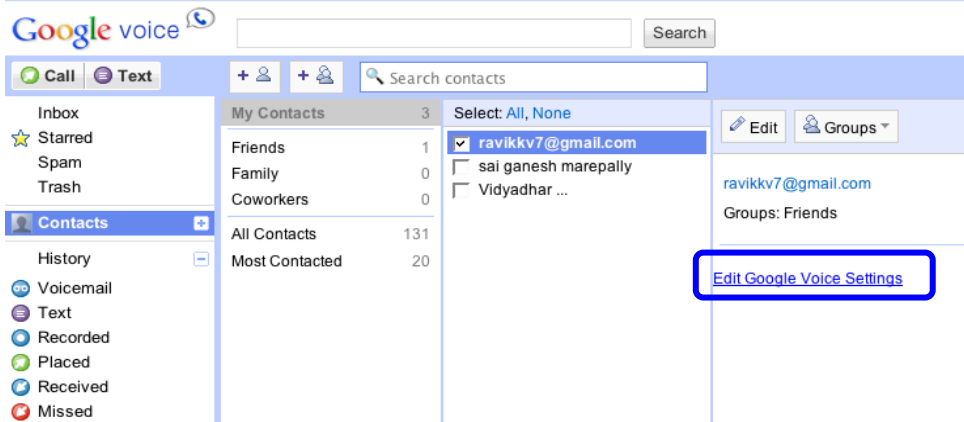 Google voice
Search
Call Text
+ +
Search contacts
Inbox
Starred
Spam
Trash
Contacts +
History −
Voicemail
Text
Recorded
Placed
Received
Missed
My Contacts 3
Friends 1
Family 0
Coworkers 0
All Contacts 131
Most Contacted 20
Select: All, None
ravikkv7@gmail.com
sai ganesh marepally
Vidyadhar ...
Edit Groups
ravikkv7@gmail.com
Groups: Friends
Edit Google Voice Settings